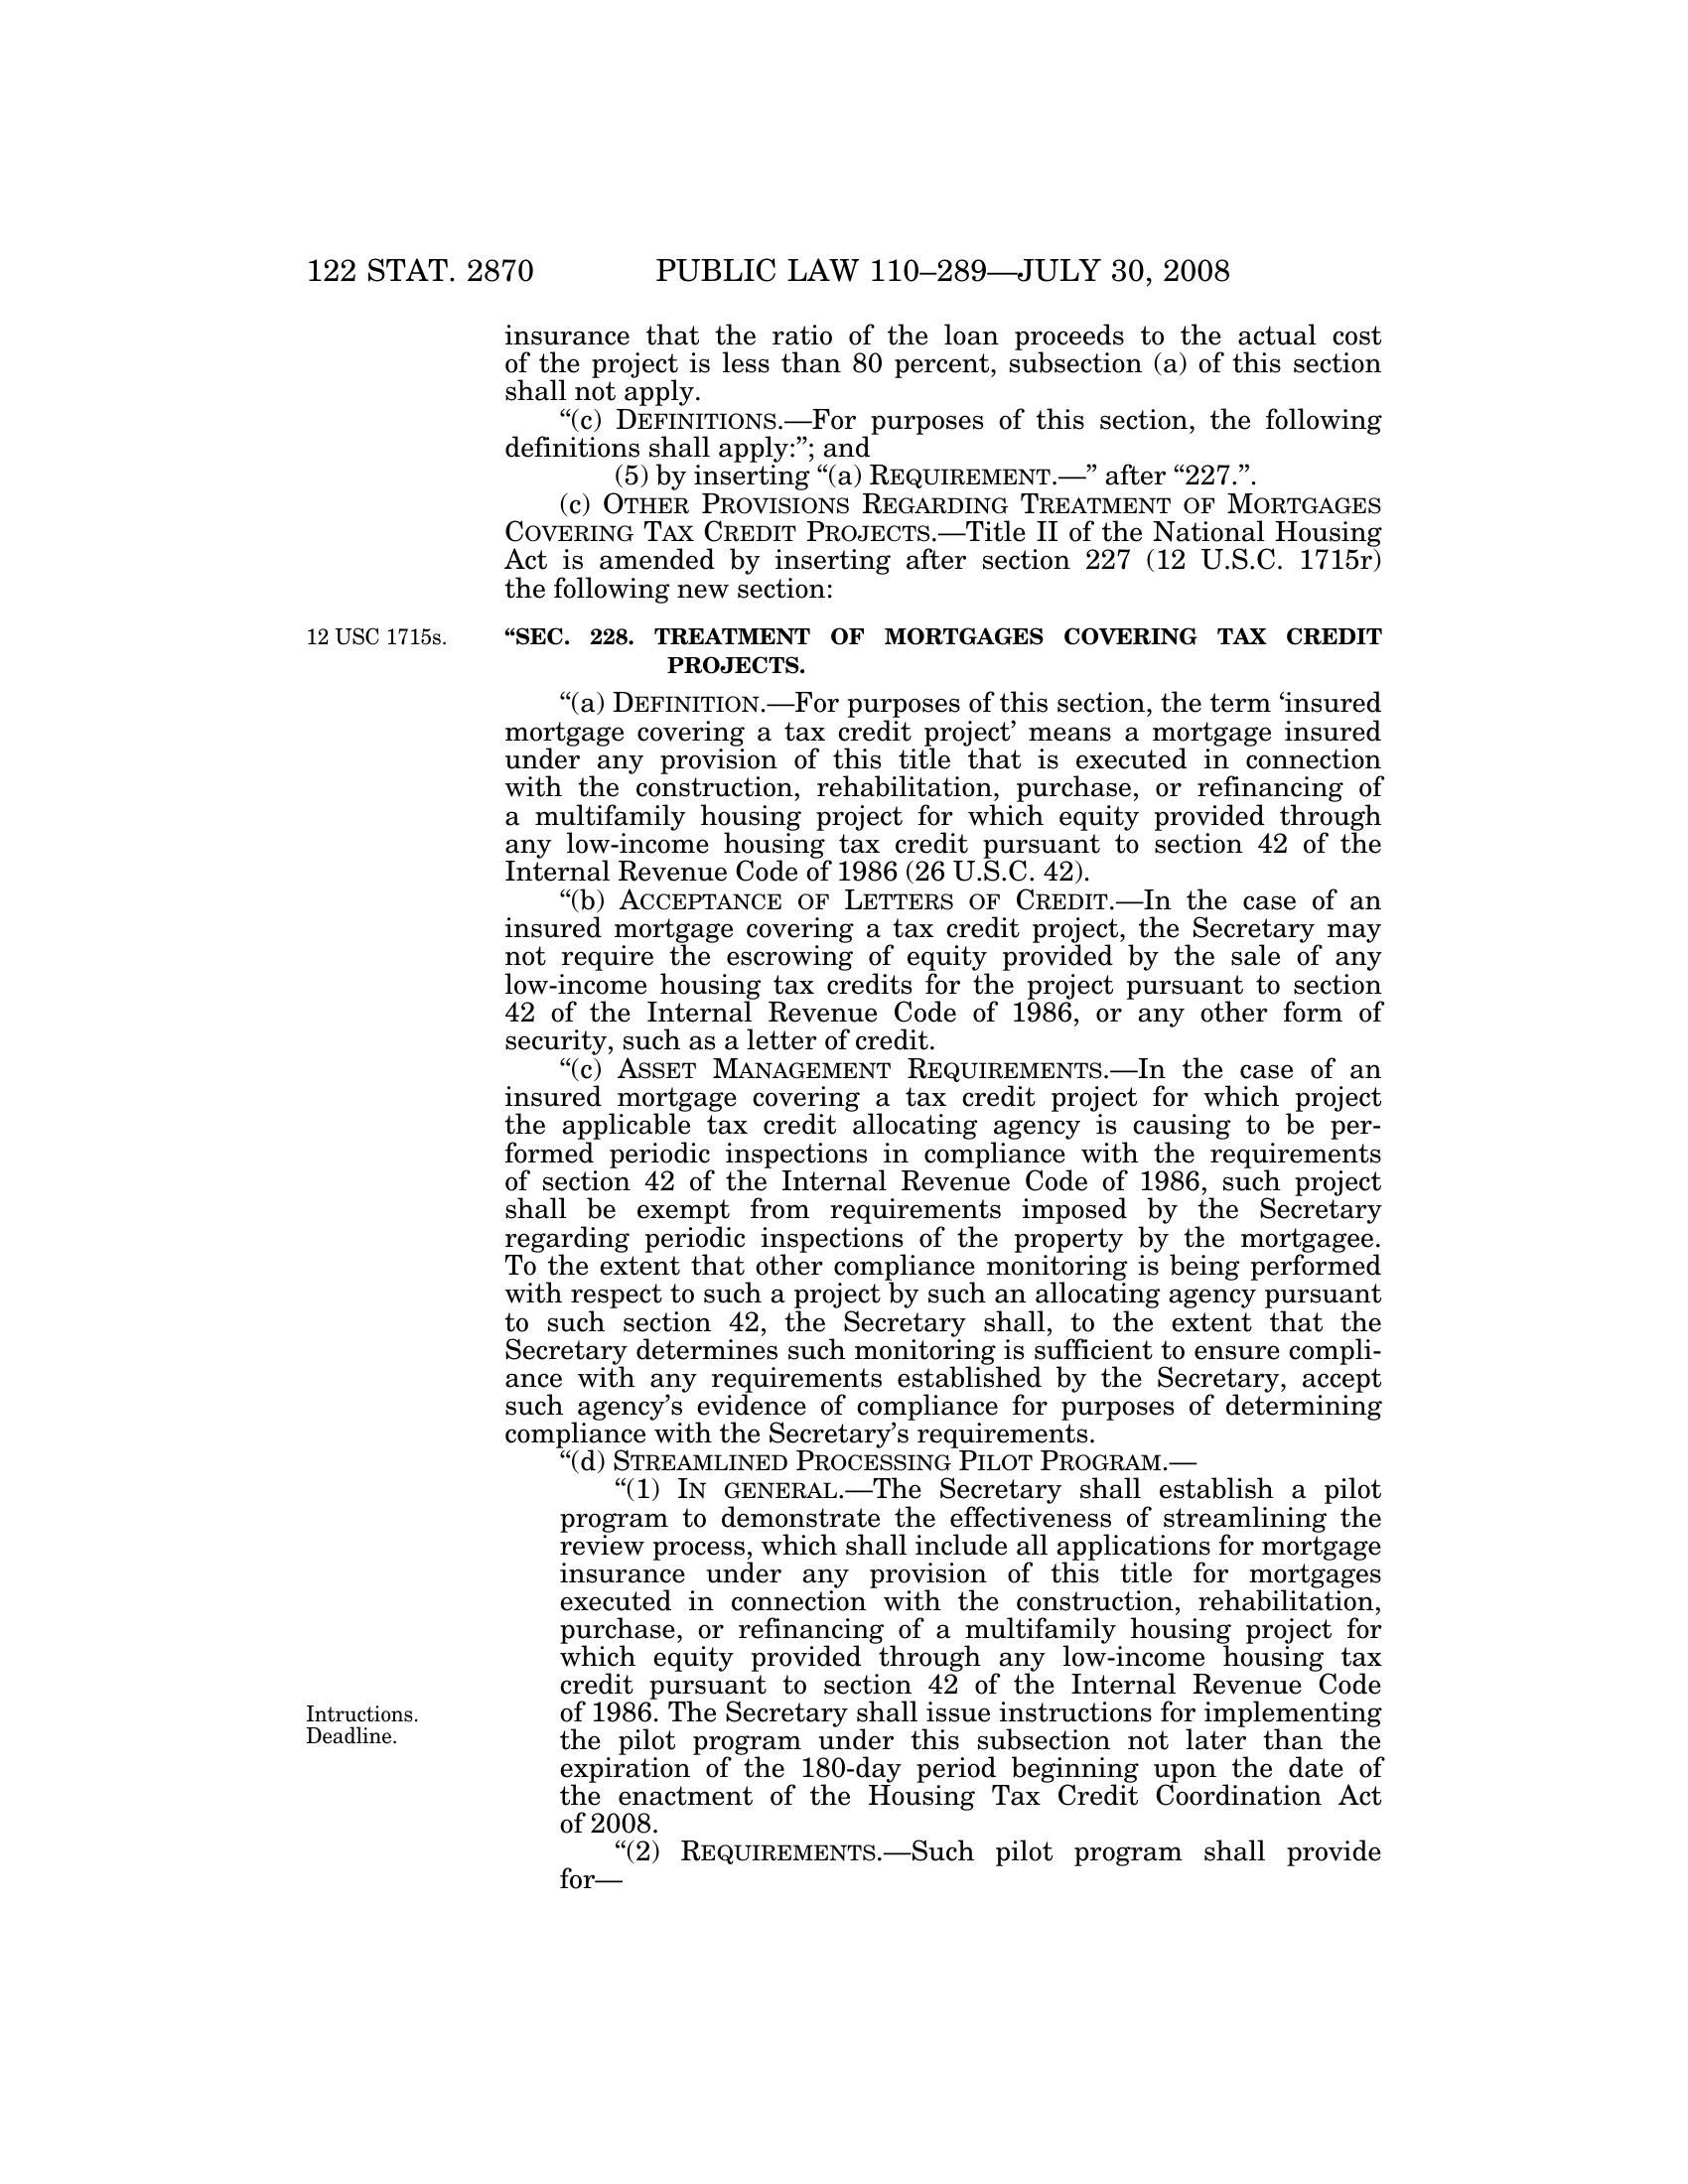 122 STAT. 2870 PUBLIC LAW 110–289—JULY 30, 2008
insurance that the ratio of the loan proceeds to the actual cost
of the project is less than 80 percent, subsection (a) of this section
shall not apply.
“(c) DEFINITIONS.—For purposes of this section, the following
definitions shall apply:”; and
(5) by inserting “(a) REQUIREMENT.—” after “227.”.
(c) OTHER PROVISIONS REGARDING TREATMENT OF MORTGAGES
COVERING TAX CREDIT PROJECTS.—Title II of the National Housing
Act is amended by inserting after section 227 (12 U.S.C. 1715r)
the following new section:
12 USC 1715s.
“SEC. 228. TREATMENT OF MORTGAGES COVERING TAX CREDIT
PROJECTS.
“(a) DEFINITION.—For purposes of this section, the term ‘insured
mortgage covering a tax credit project’ means a mortgage insured
under any provision of this title that is executed in connection
with the construction, rehabilitation, purchase, or refinancing of
a multifamily housing project for which equity provided through
any low-income housing tax credit pursuant to section 42 of the
Internal Revenue Code of 1986 (26 U.S.C. 42).
“(b) ACCEPTANCE OF LETTERS OF CREDIT.—In the case of an
insured mortgage covering a tax credit project, the Secretary may
not require the escrowing of equity provided by the sale of any
low-income housing tax credits for the project pursuant to section
42 of the Internal Revenue Code of 1986, or any other form of
security, such as a letter of credit.
“(c) ASSET MANAGEMENT REQUIREMENTS.—In the case of an
insured mortgage covering a tax credit project for which project
the applicable tax credit allocating agency is causing to be per-
formed periodic inspections in compliance with the requirements
of section 42 of the Internal Revenue Code of 1986, such project
shall be exempt from requirements imposed by the Secretary
regarding periodic inspections of the property by the mortgagee.
To the extent that other compliance monitoring is being performed
with respect to such a project by such an allocating agency pursuant
to such section 42, the Secretary shall, to the extent that the
Secretary determines such monitoring is sufficient to ensure compli-
ance with any requirements established by the Secretary, accept
such agency’s evidence of compliance for purposes of determining
compliance with the Secretary’s requirements.
“(d) STREAMLINED PROCESSING PILOT PROGRAM.—
“(1) IN GENERAL.—The Secretary shall establish a pilot
program to demonstrate the effectiveness of streamlining the
review process, which shall include all applications for mortgage
insurance under any provision of this title for mortgages
executed in connection with the construction, rehabilitation,
purchase, or refinancing of a multifamily housing project for
which equity provided through any low-income housing tax
credit pursuant to section 42 of the Internal Revenue Code
of 1986. The Secretary shall issue instructions for implementing
the pilot program under this subsection not later than the
expiration of the 180-day period beginning upon the date of
the enactment of the Housing Tax Credit Coordination Act
of 2008.
Intructions.
Deadline.
“(2) REQUIREMENTS.—Such pilot program shall provide
for—